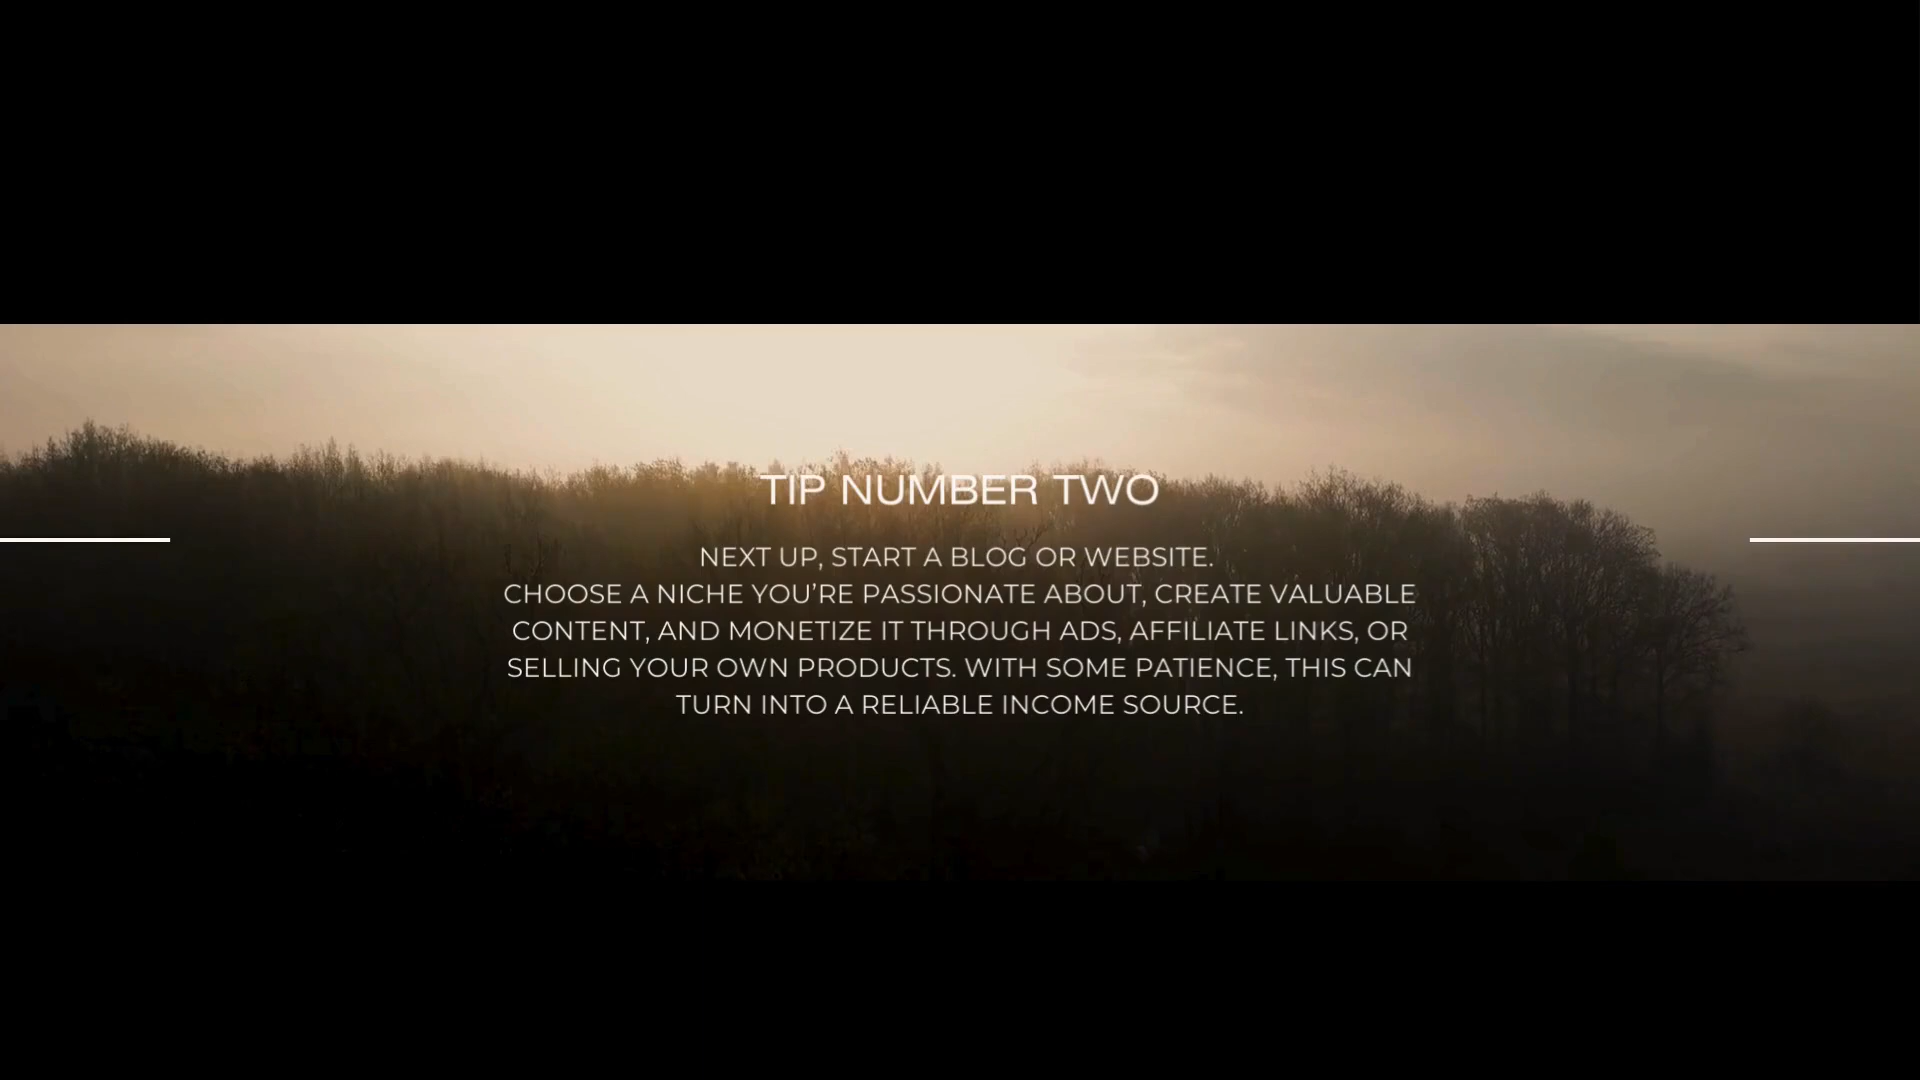 TIP NUMBER TWO
NEXT UP, START A BLOG OR WEBSITE.
CHOOSE A NICHE YOU’RE PASSIONATE ABOUT, CREATE VALUABLE
CONTENT, AND MONETIZE IT THROUGH ADS, AFFILIATE LINKS, OR
SELLING YOUR OWN PRODUCTS. WITH SOME PATIENCE, THIS CAN
TURN INTO A RELIABLE INCOME SOURCE.